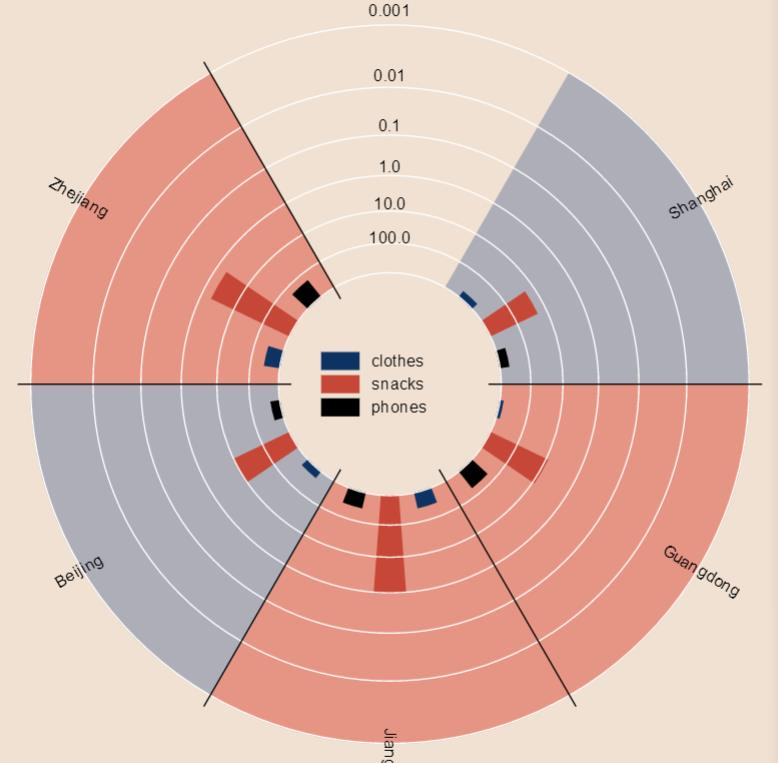 0.001
0.01
0.1
1.0
10.0
100.0
Zhejiang
Shanghai
clothes
snacks
phones
Beijing
Guangdong
Jiang